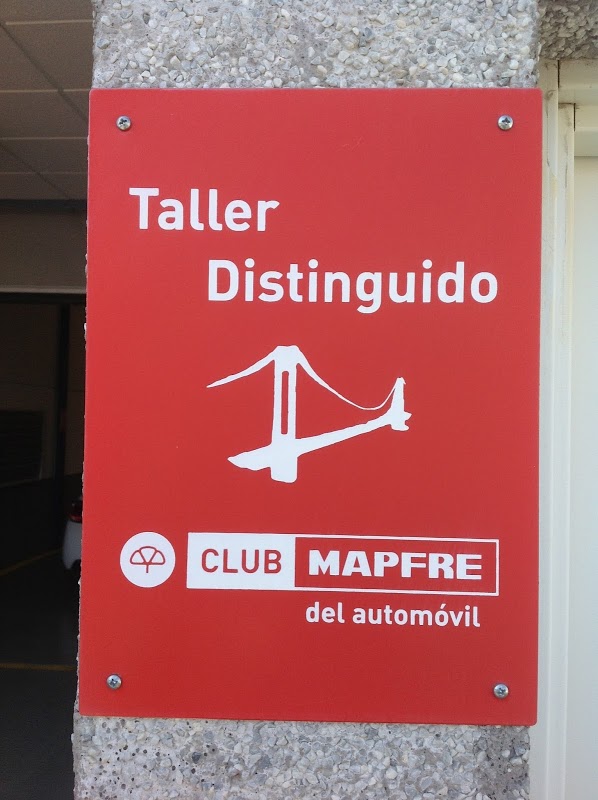 Taller
Distinguido
CLUB MAPFRE
del automóvil